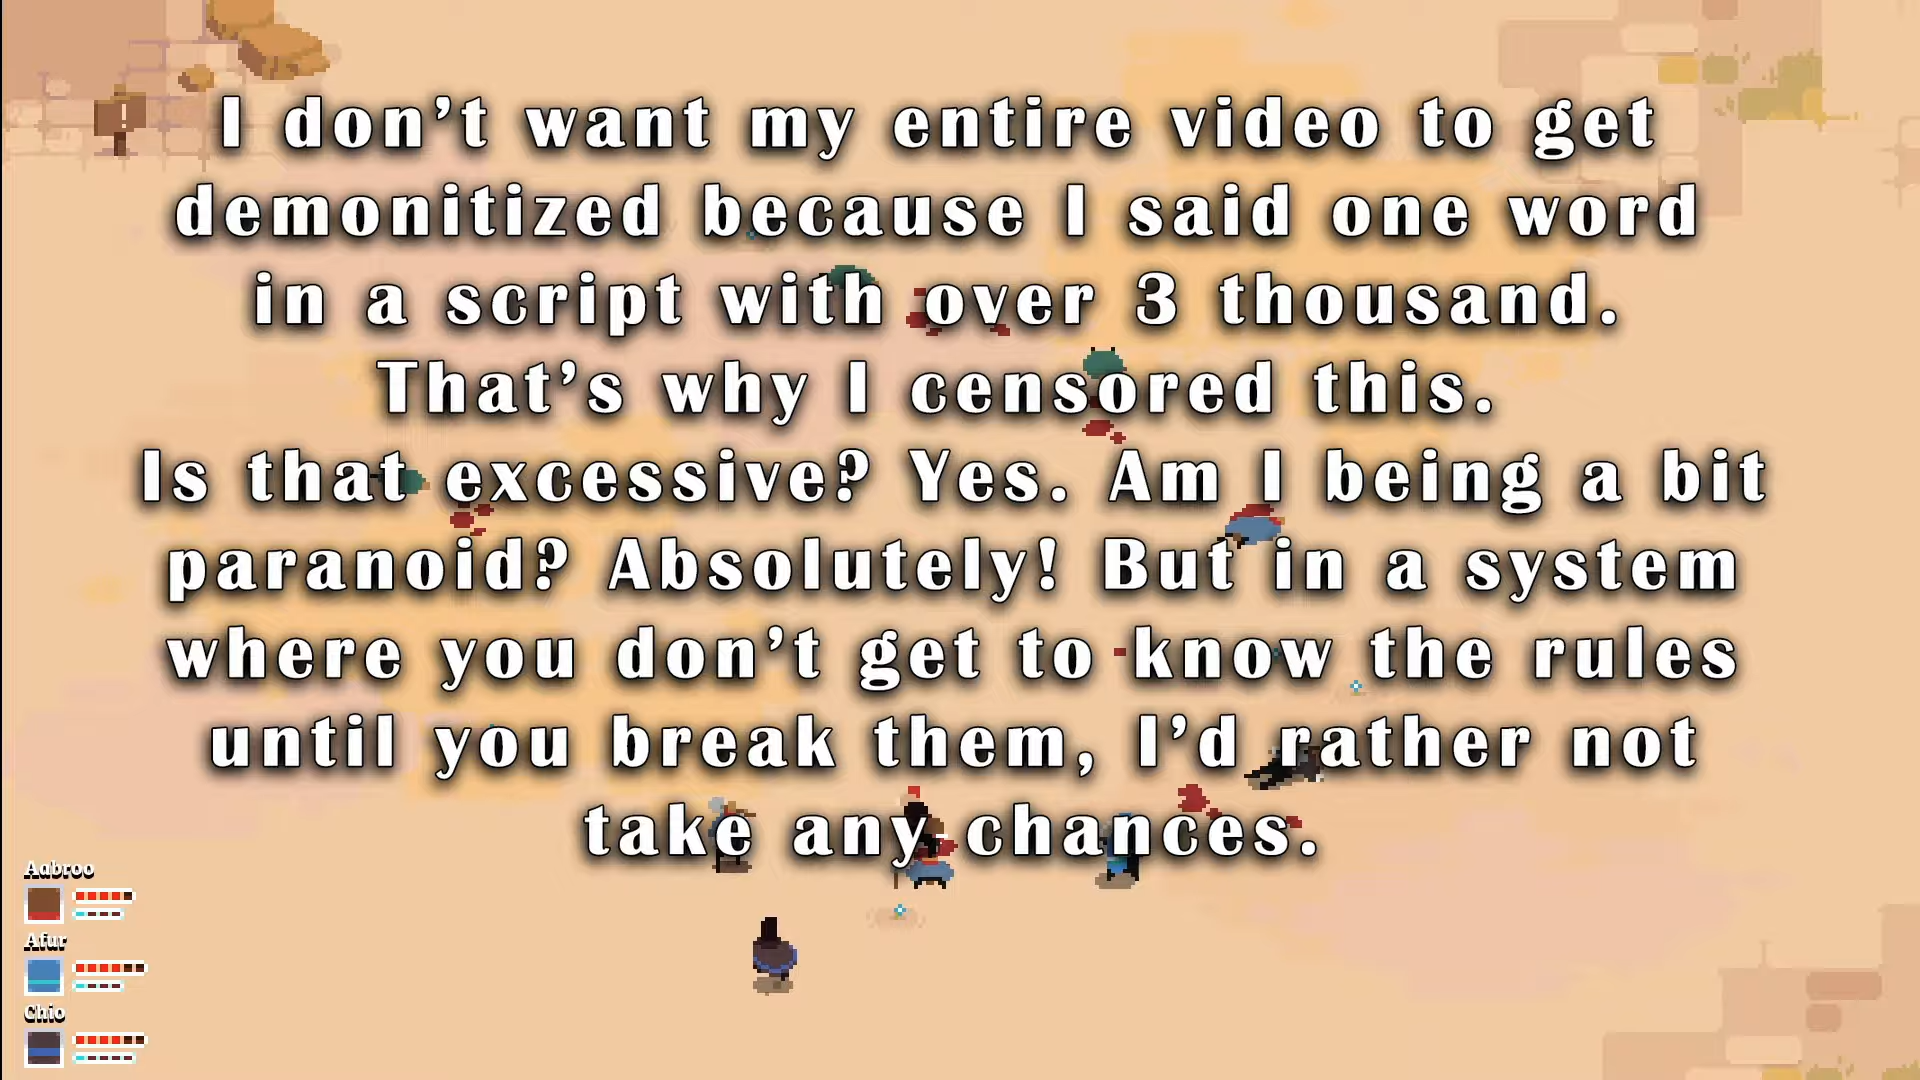 I don’t want my entire video to get
demonitized because I said one word
in a script with over 3 thousand.
That’s why I censored this.
Is that excessive? Yes. Am I being a bit
paranoid? Absolutely! But in a system
where you don’t get to know the rules
until you break them, I’d rather not
take any chances.
Aabroo
Afur
Chio